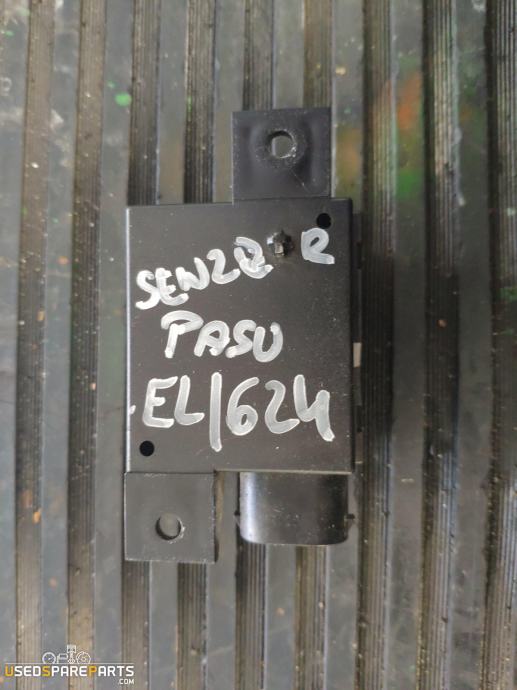 SENZOR
PASU
EL/624
USEDSPAREPARTS
.COM